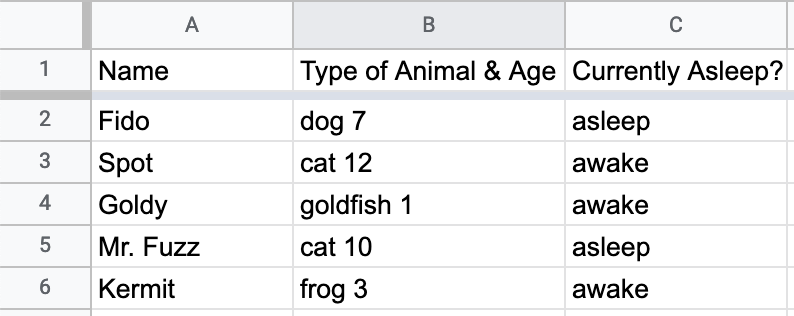 A B C
1 Name Type of Animal & Age Currently Asleep?
2 Fido dog 7 asleep
3 Spot cat 12 awake
4 Goldy goldfish 1 awake
5 Mr. Fuzz cat 10 asleep
6 Kermit frog 3 awake